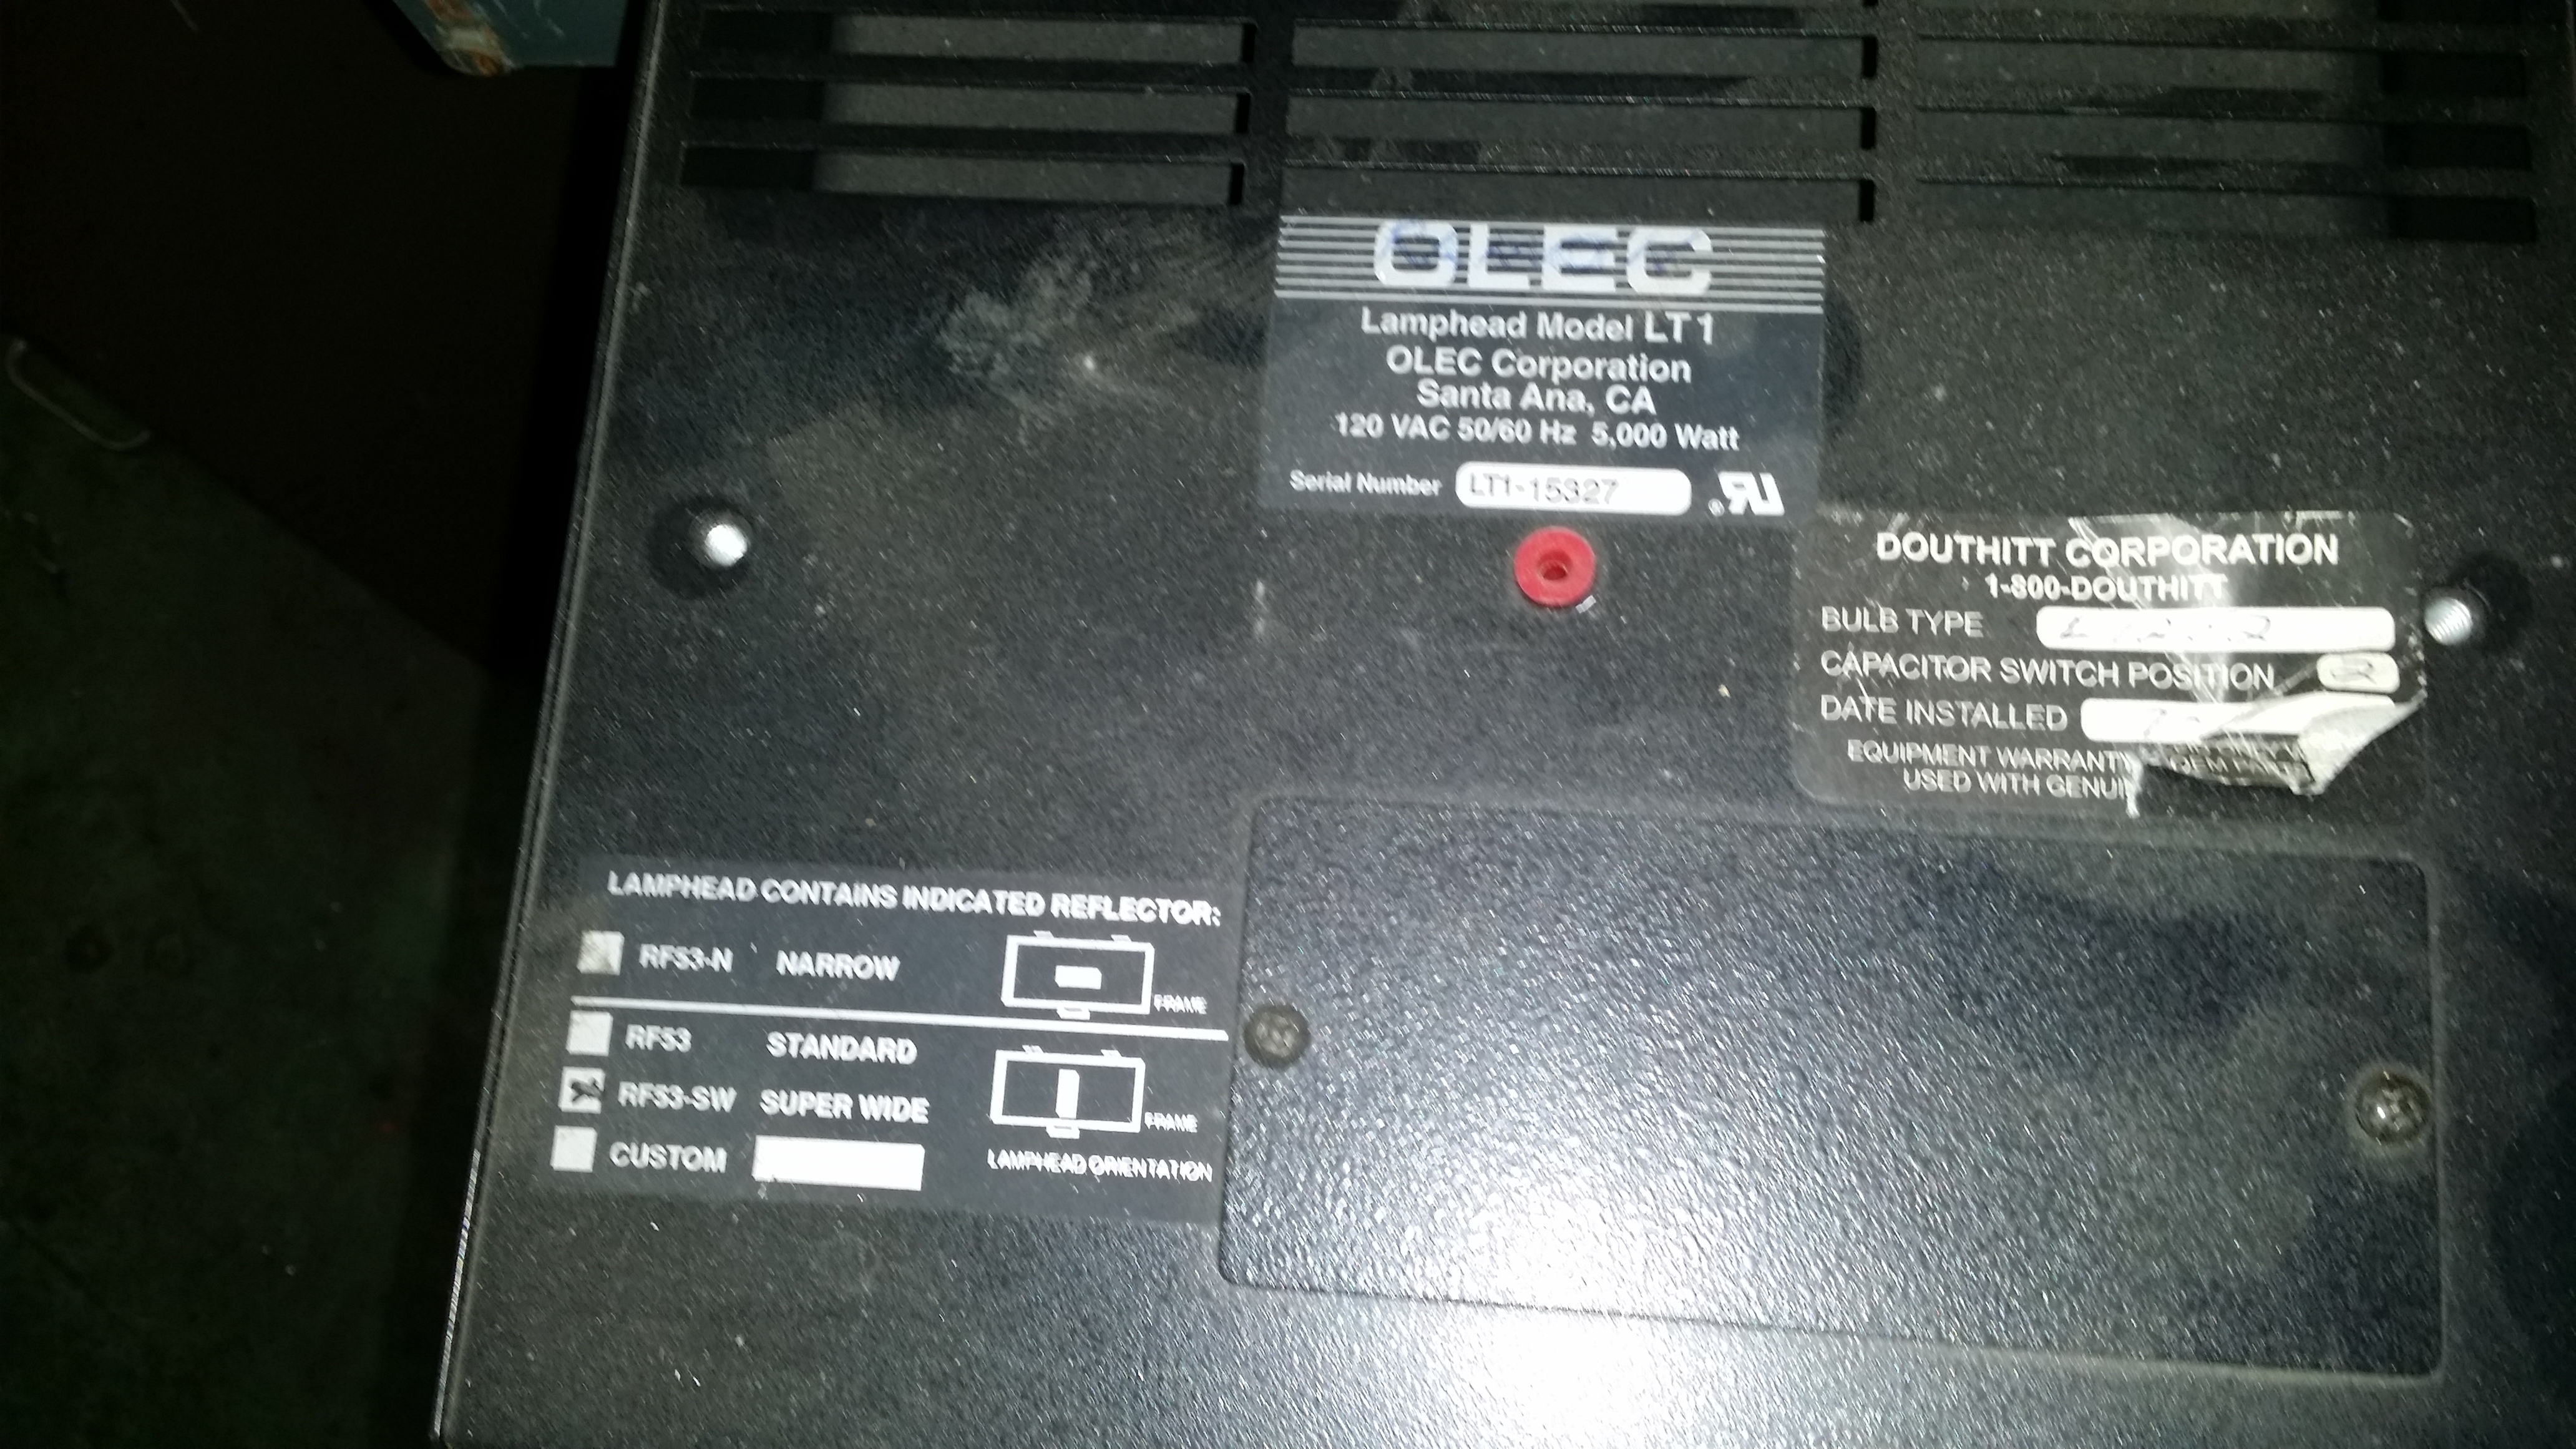 OLEC
Lamphead Model LT1
OLEC Corporation
Santa Ana, CA
120 VAC 50/60 Hz 5,000 Watt
Serial Number LT1-15327
DOUTHITT CORPORATION
1-800-DOUTHITT
BULB TYPE
CAPACITOR SWITCH POSITION 2
DATE INSTALLED
EQUIPMENT WARRANTY
USED WITH
LAMPHEAD CONTAINS INDICATED REFLECTOR:
RFS3-N NARROW
FRAME
RFS3 STANDARD
RFS3-SW SUPER WIDE
FRAME
CUSTOM
LAMPHEAD ORIENTATION